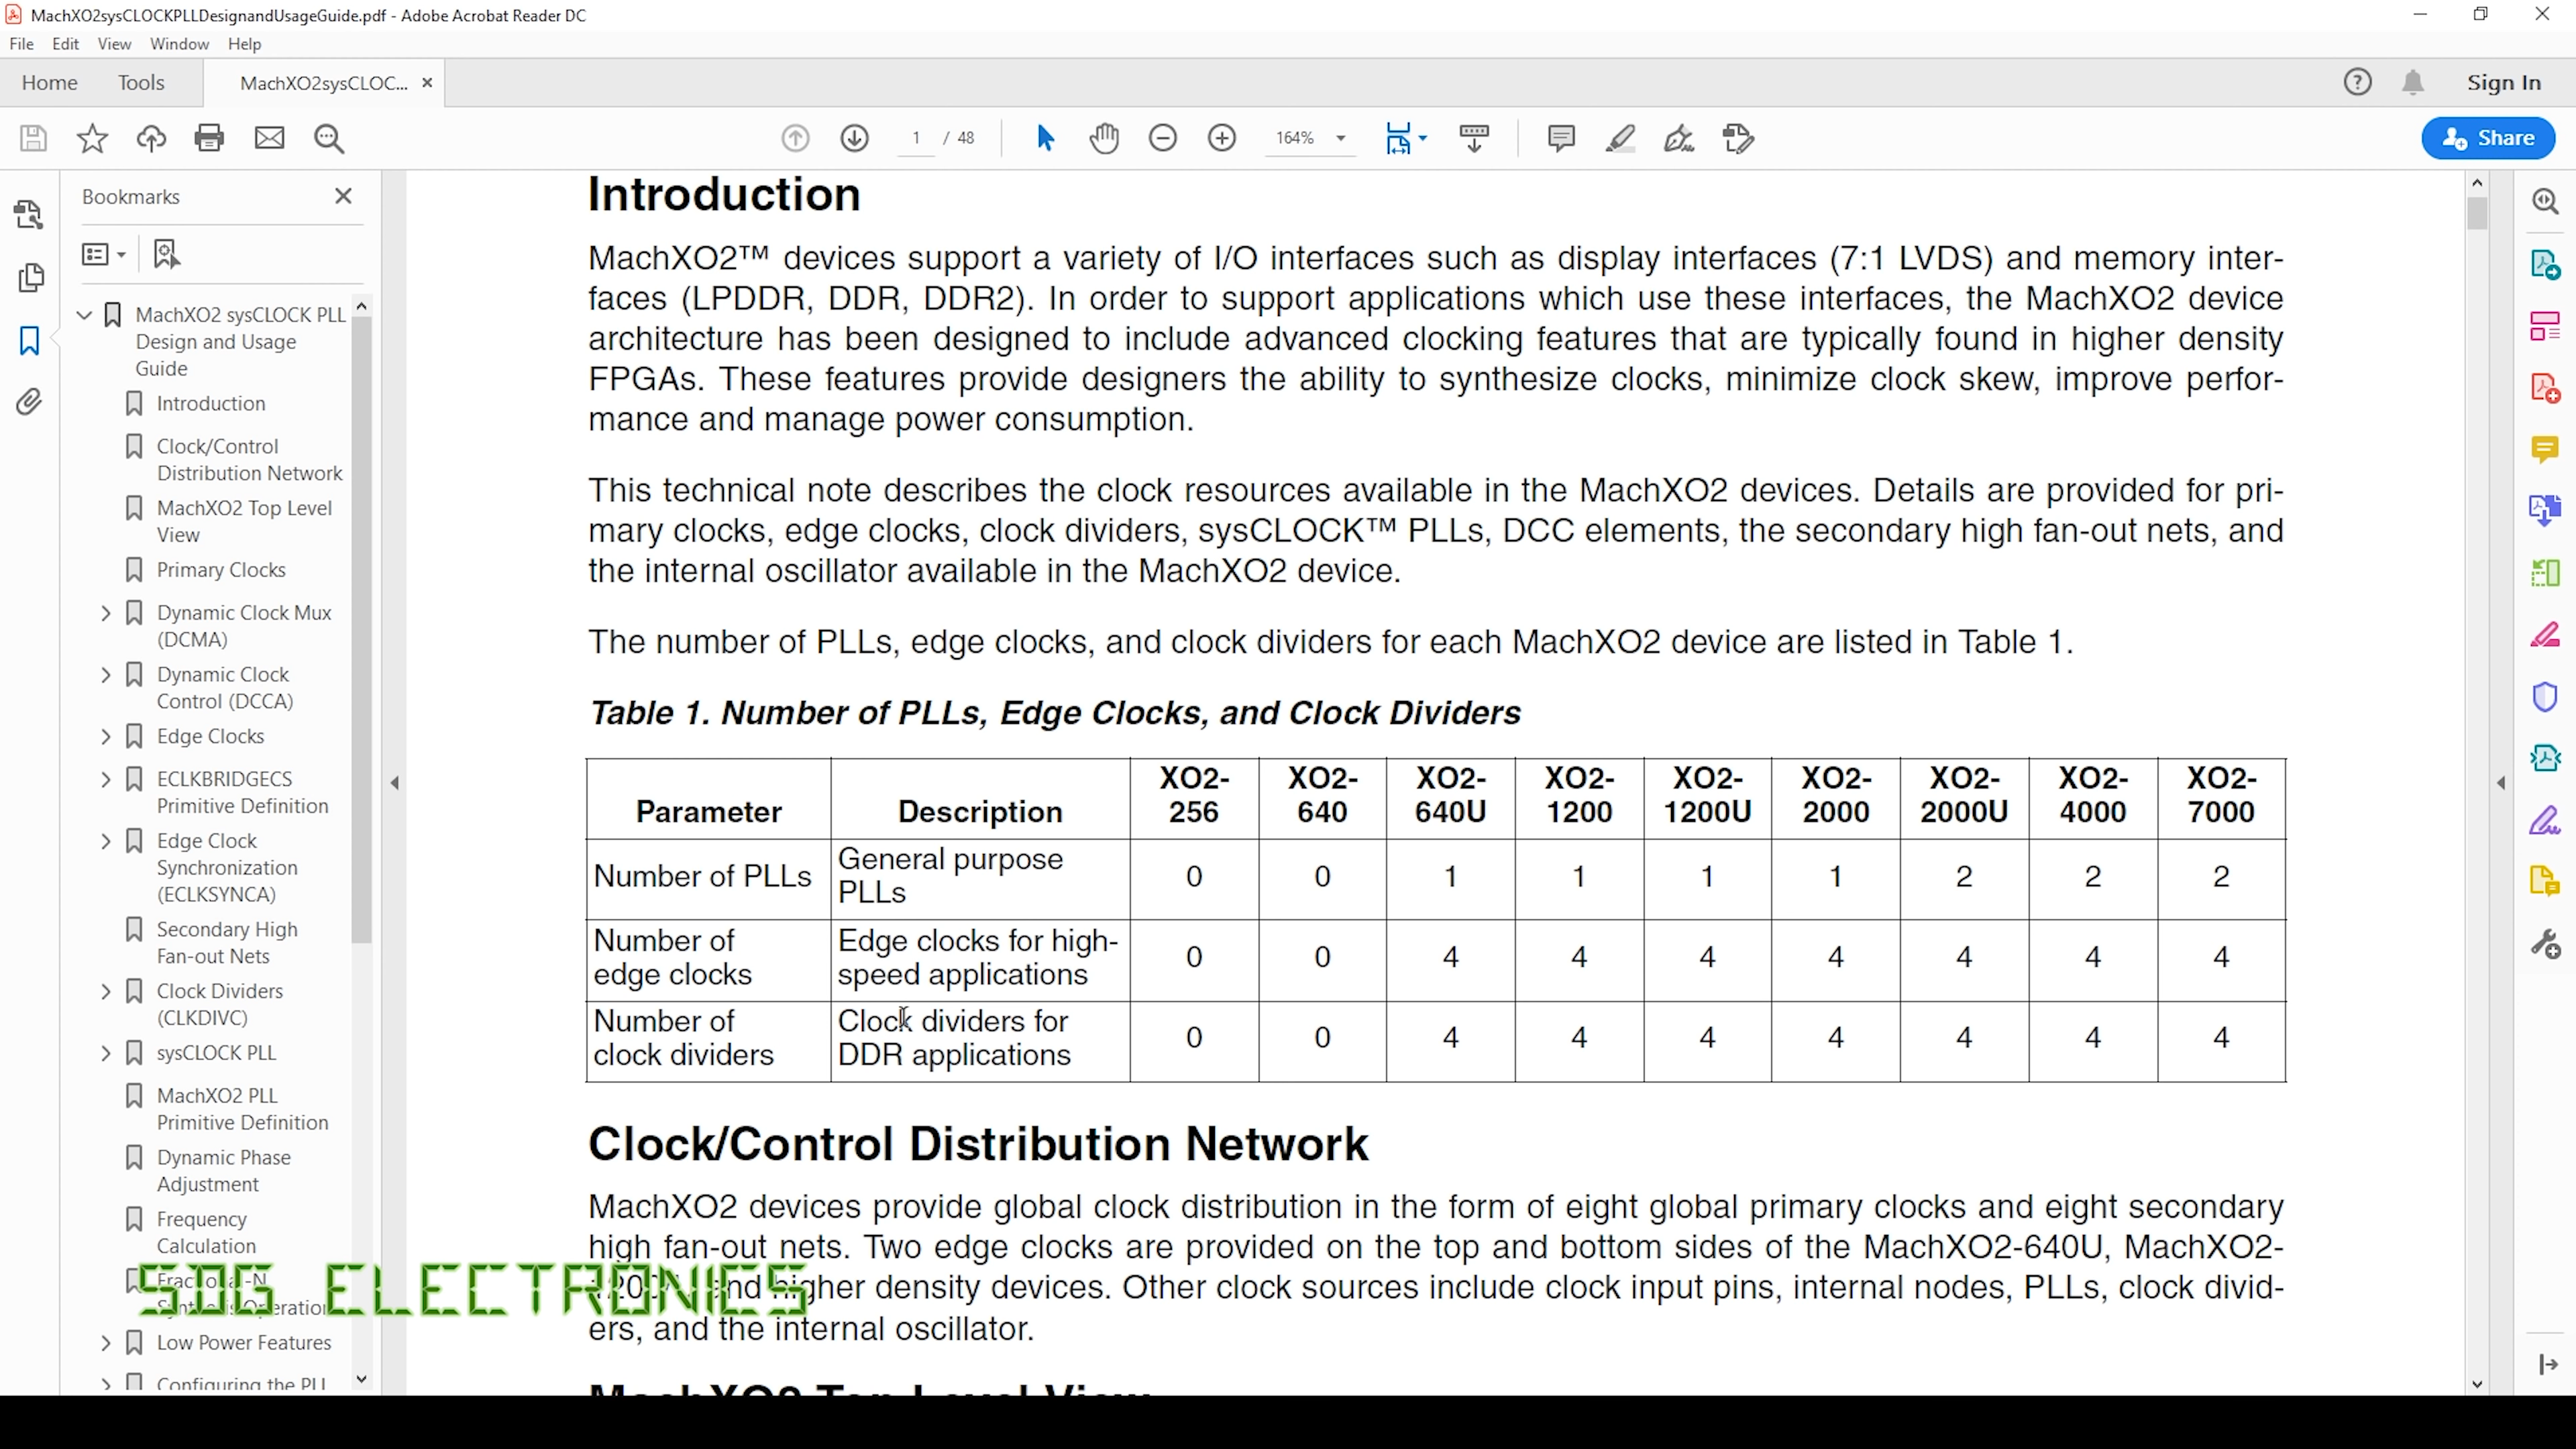 MachXO2sysCLOCKPLLDesignandUsageGuide.pdf - Adobe Acrobat Reader DC
File Edit View Window Help
Home Tools MachXO2sysCLOC... × Sign In
1 / 48 164% Share
Bookmarks
MachXO2 sysCLOCK PLL
Design and Usage
Guide
Introduction
Clock/Control
Distribution Network
MachXO2 Top Level
View
Primary Clocks
Dynamic Clock Mux
(DCMA)
Dynamic Clock
Control (DCCA)
Edge Clocks
ECLKBRIDGECS
Primitive Definition
Edge Clock
Synchronization
(ECLKSYNCA)
Secondary High
Fan-out Nets
Clock Dividers
(CLKDIVC)
sysCLOCK PLL
MachXO2 PLL
Primitive Definition
Dynamic Phase
Adjustment
Frequency
Calculation
Low Power Features
Configuring the PLL
SDG ELECTRONICS
Introduction
MachXO2™ devices support a variety of I/O interfaces such as display interfaces (7:1 LVDS) and memory inter-
faces (LPDDR, DDR, DDR2). In order to support applications which use these interfaces, the MachXO2 device
architecture has been designed to include advanced clocking features that are typically found in higher density
FPGAs. These features provide designers the ability to synthesize clocks, minimize clock skew, improve perfor-
mance and manage power consumption.
This technical note describes the clock resources available in the MachXO2 devices. Details are provided for pri-
mary clocks, edge clocks, clock dividers, sysCLOCK™ PLLs, DCC elements, the secondary high fan-out nets, and
the internal oscillator available in the MachXO2 device.
The number of PLLs, edge clocks, and clock dividers for each MachXO2 device are listed in Table 1.
Table 1. Number of PLLs, Edge Clocks, and Clock Dividers
Parameter Description XO2-256 XO2-640 XO2-640U XO2-1200 XO2-1200U XO2-2000 XO2-2000U XO2-4000 XO2-7000
Number of PLLs General purpose PLLs 0 0 1 1 1 1 2 2 2
Number of edge clocks Edge clocks for high-speed applications 0 0 4 4 4 4 4 4 4
Number of clock dividers Clock dividers for DDR applications 0 0 4 4 4 4 4 4 4
Clock/Control Distribution Network
MachXO2 devices provide global clock distribution in the form of eight global primary clocks and eight secondary
high fan-out nets. Two edge clocks are provided on the top and bottom sides of the MachXO2-640U, MachXO2-
and higher density devices. Other clock sources include clock input pins, internal nodes, PLLs, clock divid-
ers, and the internal oscillator.
MachXO2 Top Level View